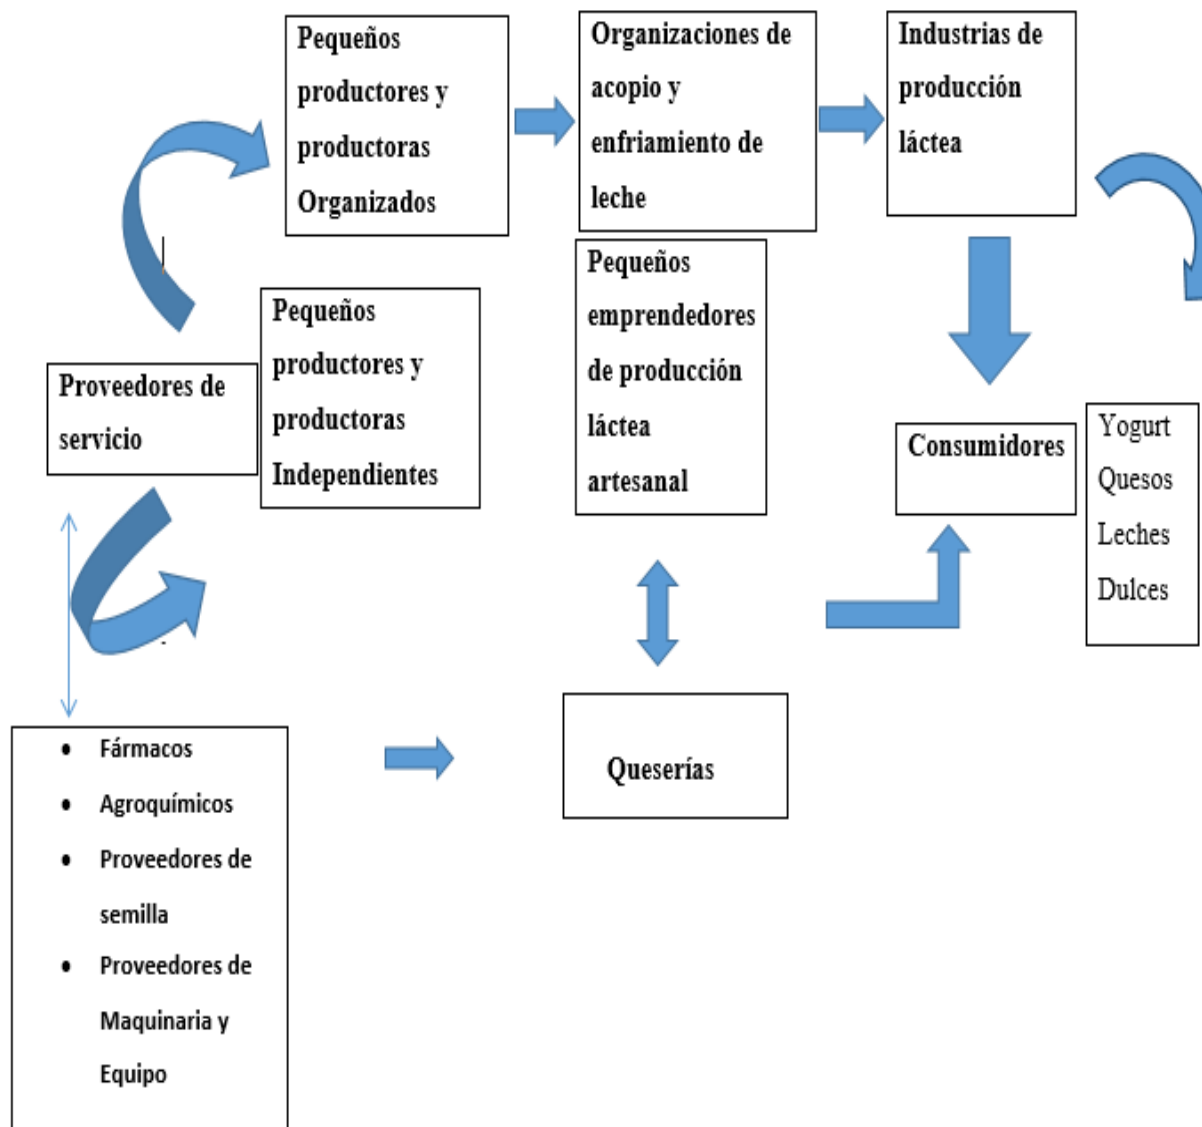 Pequeños
productores y
productoras
Organizados
Organizaciones de
acopio y
enfriamiento de
leche
Industrias de
producción
láctea
Proveedores de
servicio
Pequeños
productores y
productoras
Independientes
Pequeños
emprendedores
de producción
láctea
artesanal
Consumidores
Yogurt
Quesos
Leches
Dulces
• Fármacos
• Agroquímicos
• Proveedores de
semilla
• Proveedores de
Maquinaria y
Equipo
Queserías